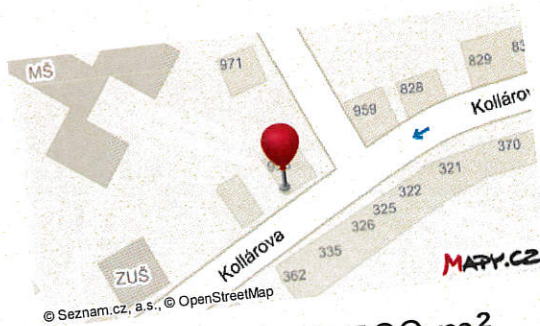 MŠ
971
829
828
959
Kollárov
370
321
322
325
326
335
362
Kollárova
ZUŠ
MAPY.CZ
© Seznam.cz, a.s., © OpenStreetMap